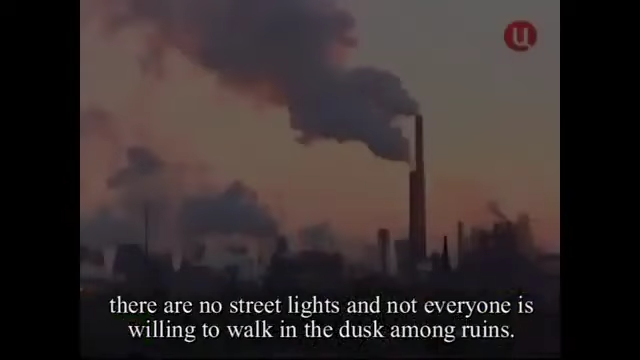 Ц
there are no street lights and not everyone is
willing to walk in the dusk among ruins.